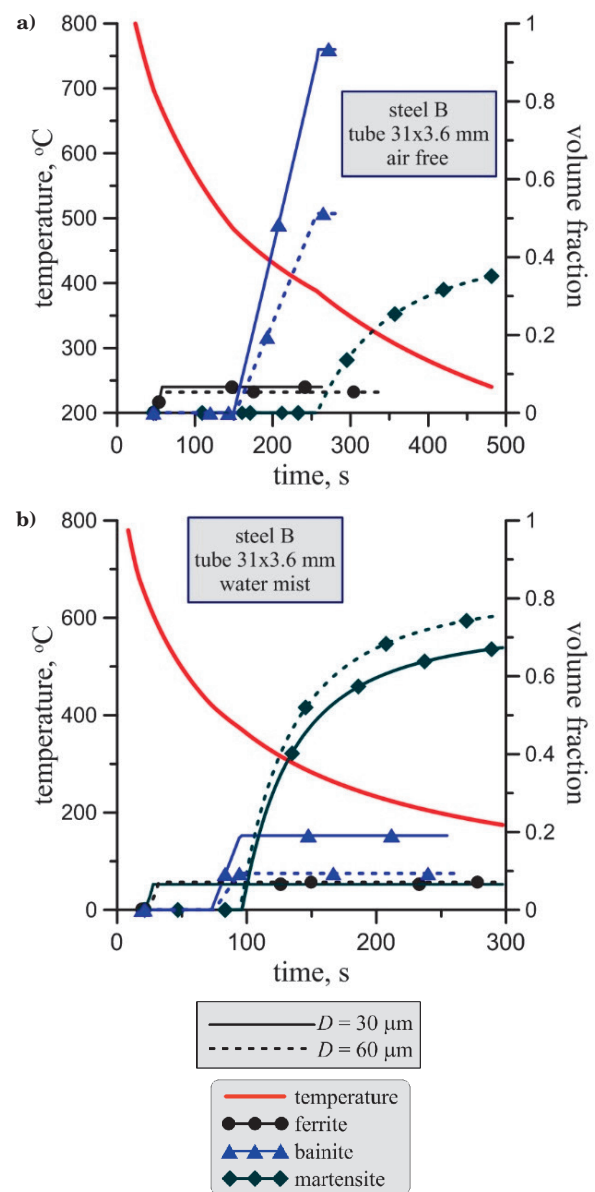 a)
800
700
600
500
400
300
200
temperature, °C
1
0.8
0.6
0.4
0.2
0
volume fraction
steel B
tube 31x3.6 mm
air free
0 100 200 300 400 500
time, s
b)
800
600
400
200
0
temperature, °C
1
0.8
0.6
0.4
0.2
0
volume fraction
steel B
tube 31x3.6 mm
water mist
0 100 200 300
time, s
D = 30 μm
D = 60 μm
temperature
ferrite
bainite
martensite